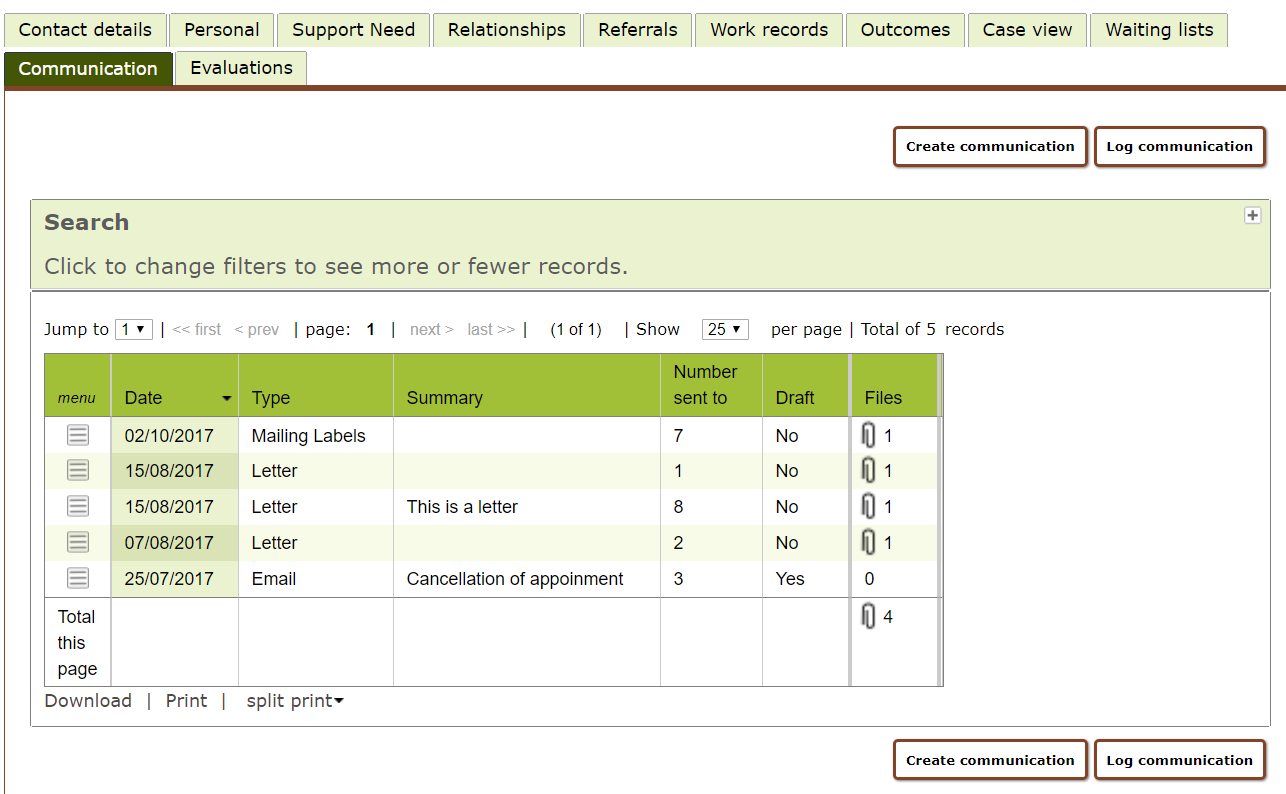 Contact details Personal Support Need Relationships Referrals Work records Outcomes Case view Waiting lists
Communication Evaluations
Create communication Log communication
Search
Click to change filters to see more or fewer records.
Jump to 1 | << first < prev | page: 1 | next > last >> | (1 of 1) | Show 25 per page | Total of 5 records
menu Date Type Summary Number sent to Draft Files
02/10/2017 Mailing Labels 7 No 1
15/08/2017 Letter 1 No 1
15/08/2017 Letter This is a letter 8 No 1
07/08/2017 Letter 2 No 1
25/07/2017 Email Cancellation of appoinment 3 Yes 0
Total this page 4
Download | Print | split print
Create communication Log communication